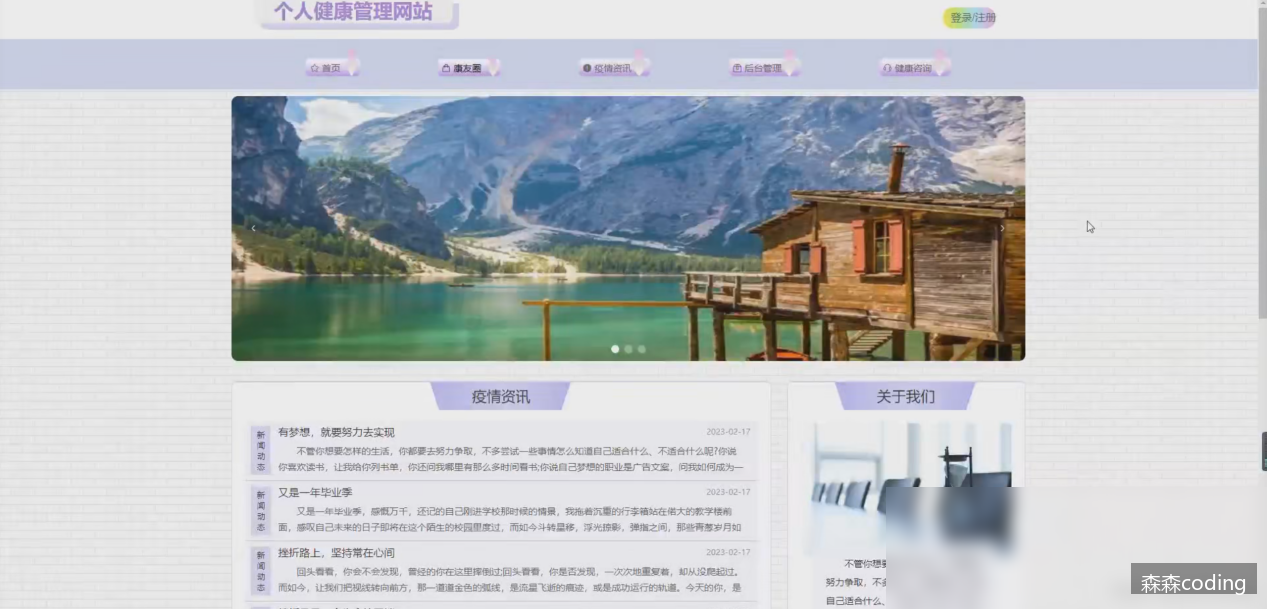 个人健康管理网站
登录/注册
首页
康友圈
疫情资讯
后台管理
健康咨询
疫情资讯
关于我们
新闻动态
有梦想，就要努力去实现
2023-02-17
不管你想要怎样的生活，你都要去努力争取，不多尝试一些事情怎么知道自己适合什么、不适合什么呢?你说
你喜欢读书，让我给你列书单，你还问我哪里有那么多时间看书;你说自己梦想的职业是广告文案，问我如何成为一
新闻动态
又是一年毕业季
2023-02-17
又是一年毕业季，感慨万千，还记的自己刚进学校那时候的情景，我拖着沉重的行李箱站在偌大的教学楼前
面，感叹自己未来的日子即将在这个陌生的校园里度过，而如今斗转星移，浮光掠影，弹指之间，那些青葱岁月如
新闻动态
挫折路上，坚持常在心间
2023-02-17
回头看看，你会不会发现，曾经的你在这里摔倒过;回头看看，你是否发现，一次次地重复着，却从没爬起过。
而如今，让我们把视线转向前方，那一道道金色的弧线，是流星飞逝的痕迹，或是成功运行的轨道。今天的你，是
不管你想要
努力争取，不多
自己适合什么、
森森coding